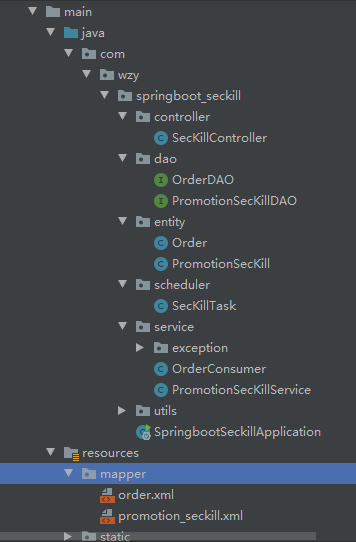 main
java
com
wzy
springboot_seckill
controller
SecKillController
dao
OrderDAO
PromotionSecKillDAO
entity
Order
PromotionSecKill
scheduler
SecKillTask
service
exception
OrderConsumer
PromotionSecKillService
utils
SpringbootSeckillApplication
resources
mapper
order.xml
promotion_seckill.xml
static